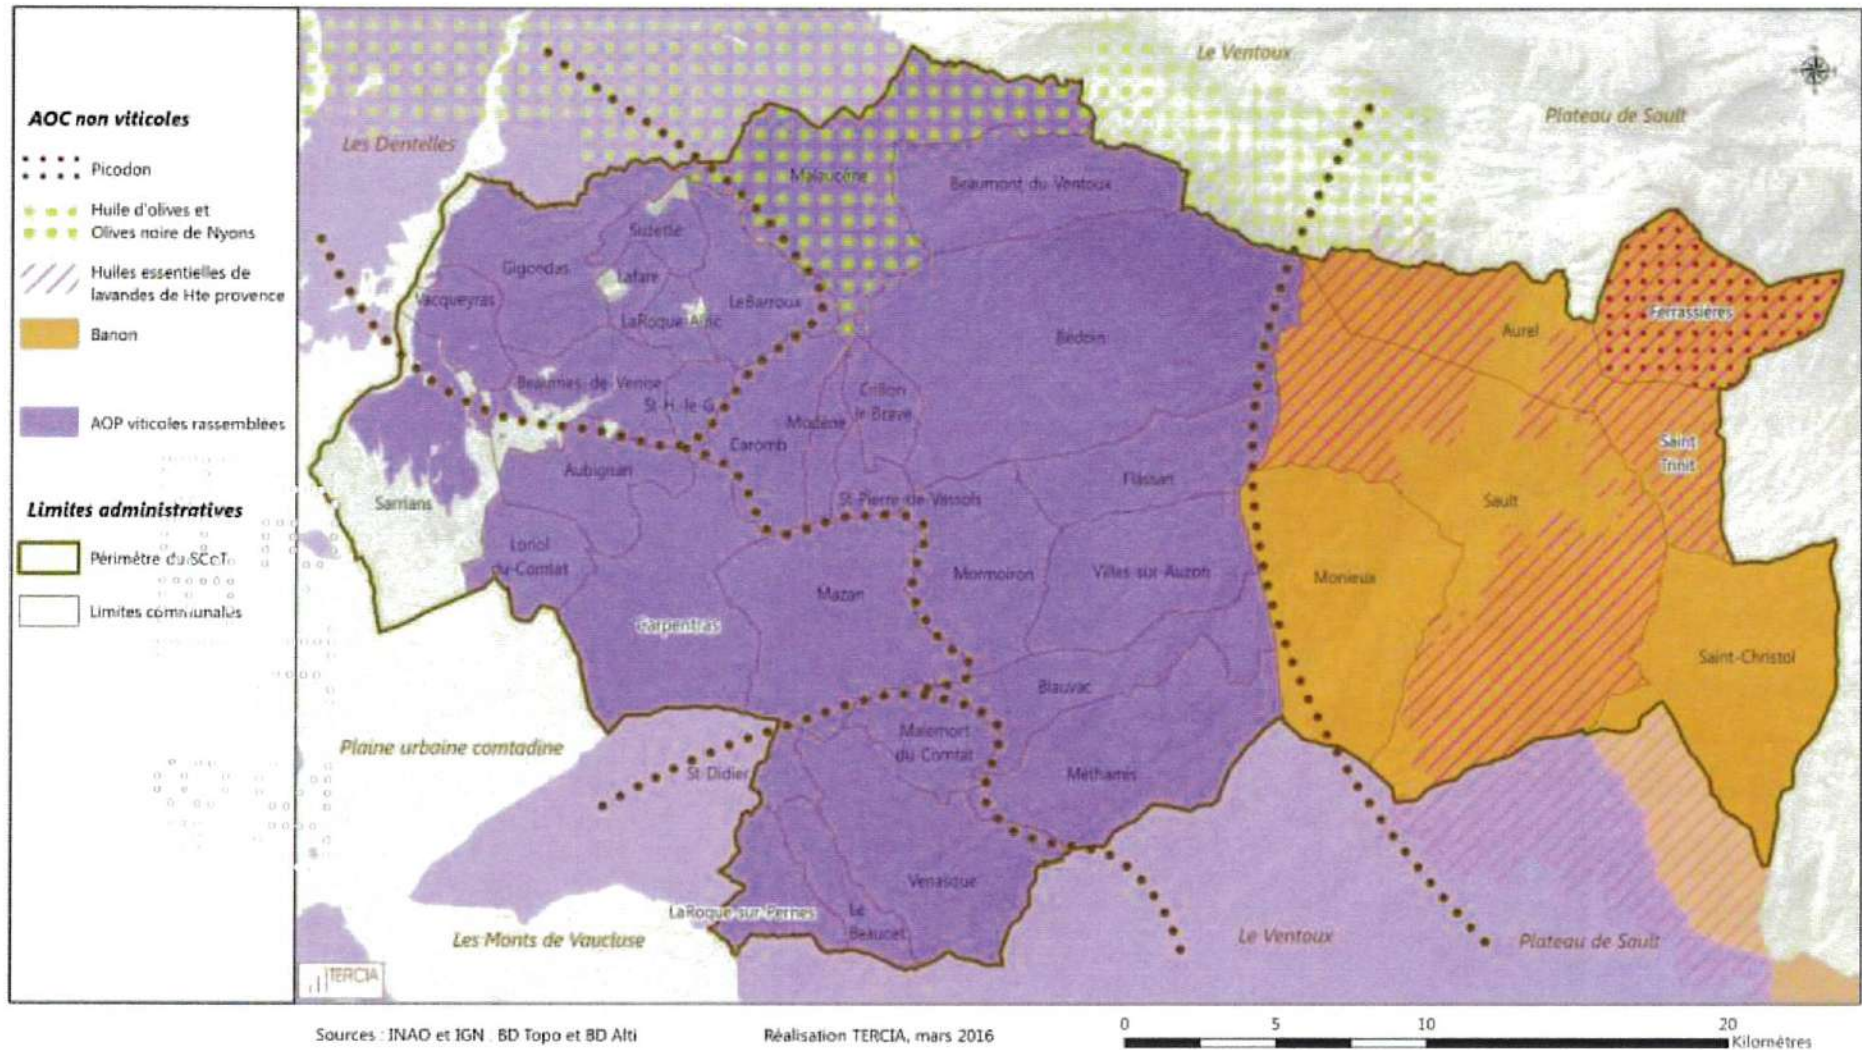 AOC non viticoles
Picodon
Huile d'olives et
Olives noire de Nyons
Huiles essentielles de
lavandes de Hte provence
Banon
AOP viticoles rassemblées
Limites administratives
Périmètre du SCoT
Limites communales
Le Ventoux
Plateau de Sault
Les Dentelles
Malaucène
Beaumont du Ventoux
Suzette
Gigondas
Lafare
Vacqueyras
Le Barroux
LaRoque Alric
Ferrassières
Aurel
Bédoin
Beaumes-de-Venise
St-H.-le-G.
Crillon
le-Brave
Modène
Caromb
Saint
Trinit
Aubignan
Flassan
Sarrians
St-Pierre-de-Vassols
Sault
Loriol
du-Comtat
Mormoiron
Villes-sur-Auzon
Monieux
Mazan
Carpentras
Saint-Christol
Blauvac
Malemort
du-Comtat
Plaine urbaine comtadine
St-Didier
Méthamis
Venasque
LaRoque-sur-Pernes
Le
Beaucet
Les Monts de Vaucluse
Le Ventoux
Plateau de Sault
TERCIA
Sources : INAO et IGN . BD Topo et BD Alti
Réalisation TERCIA, mars 2016
0 5 10 20
Kilomètres